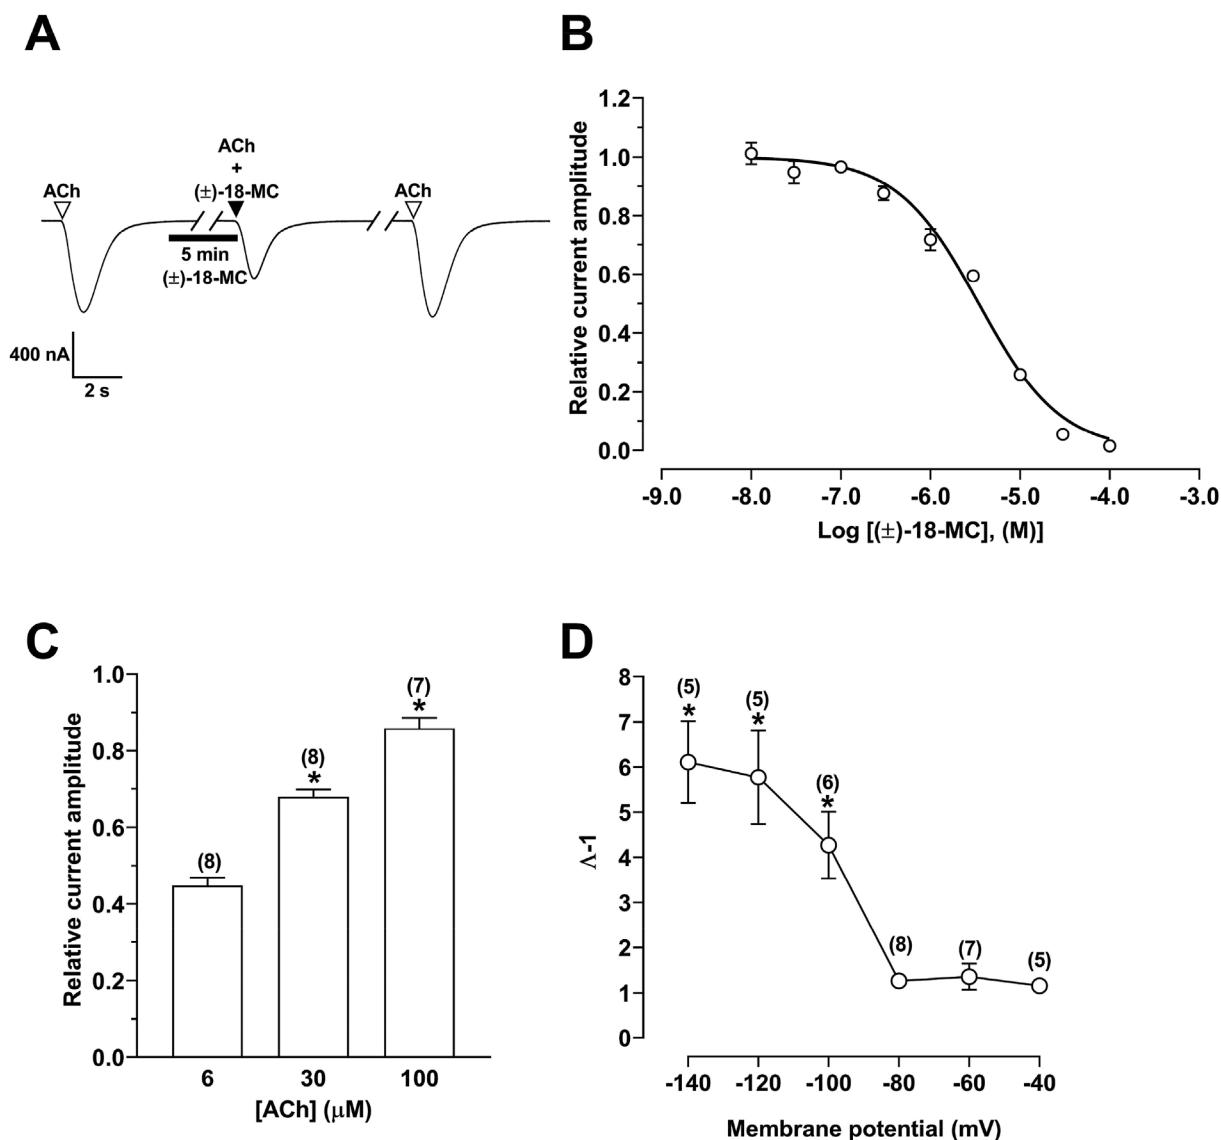 A
ACh
ACh
+
(±)-18-MC
ACh
5 min
(±)-18-MC
400 nA
2 s
B
Relative current amplitude
1.2
1.0
0.8
0.6
0.4
0.2
0.0
-9.0 -8.0 -7.0 -6.0 -5.0 -4.0 -3.0
Log [(±)-18-MC], (M)]
C
Relative current amplitude
1.0
0.8
0.6
0.4
0.2
0.0
(8)
(8)
*
(7)
*
6 30 100
[ACh] (μM)
D
Λ-1
8
7
6
5
4
3
2
1
0
(5)
*
(5)
*
(6)
*
(8)
(7)
(5)
-140 -120 -100 -80 -60 -40
Membrane potential (mV)